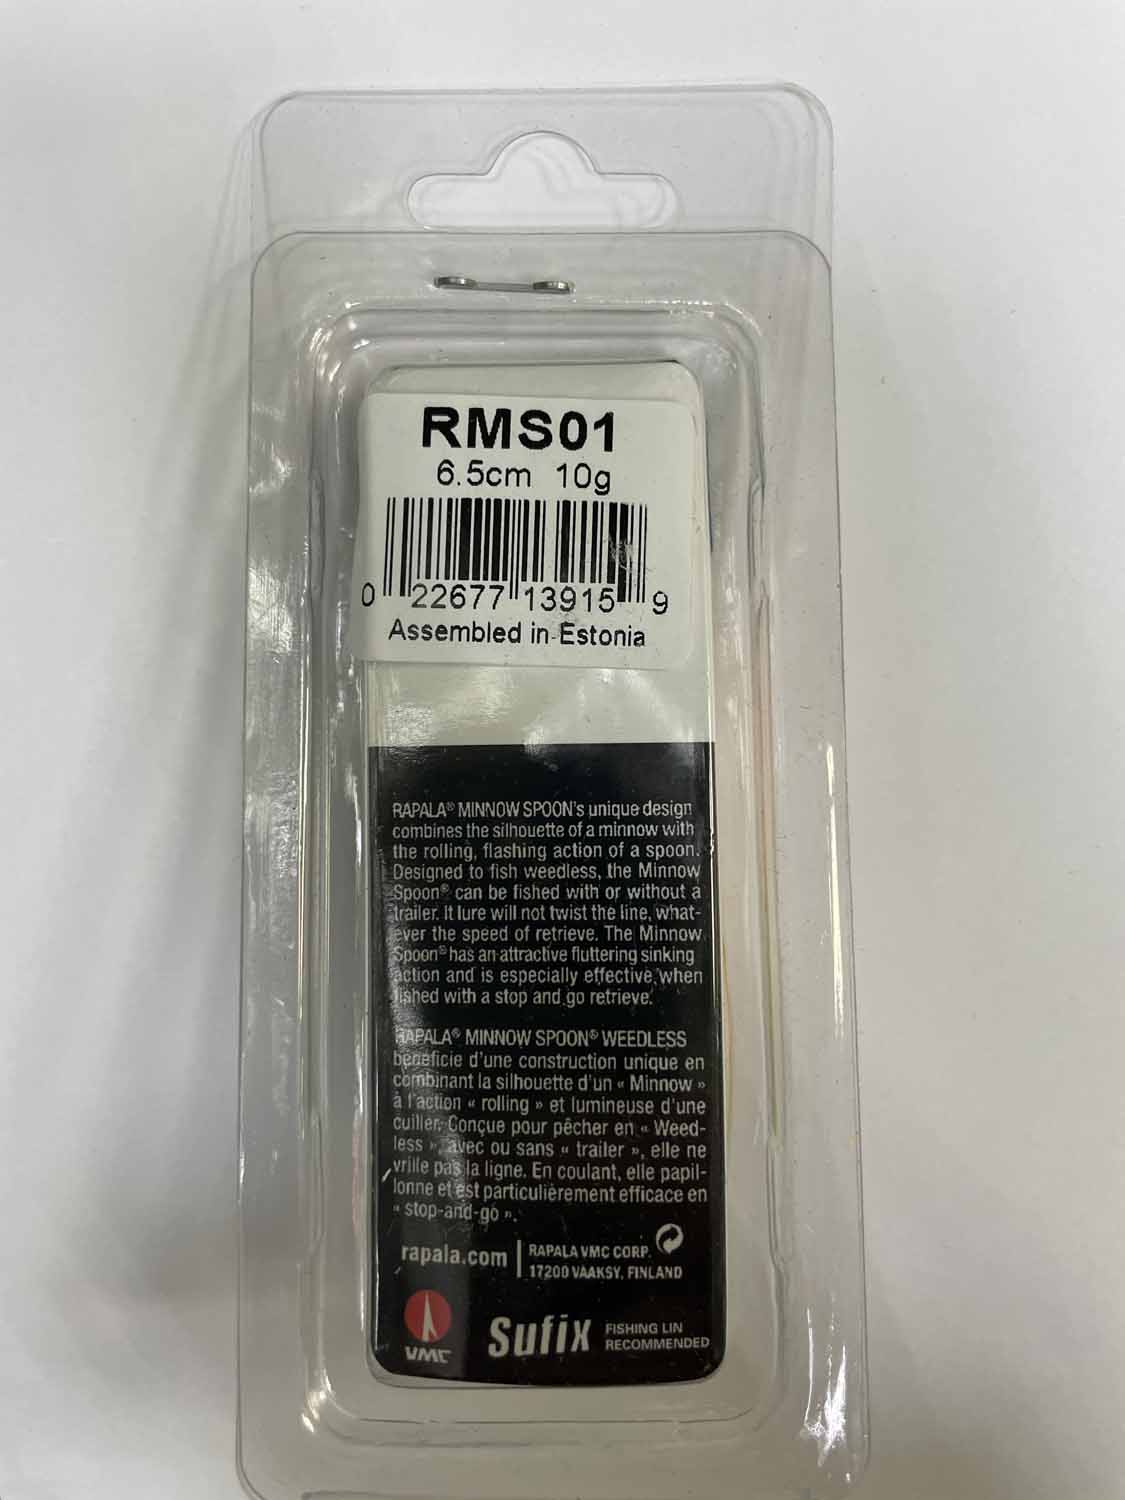 RMS01
6.5cm 10g
0 22677 13915 9
Assembled in Estonia
RAPALA® MINNOW SPOON's unique design
combines the silhouette of a minnow with
the rolling, flashing action of a spoon.
Designed to fish weedless, the Minnow
Spoon® can be fished with or without a
trailer. It lure will not twist the line, what-
ever the speed of retrieve. The Minnow
Spoon® has an attractive fluttering sinking
action and is especially effective when
fished with a stop and go retrieve.
RAPALA® MINNOW SPOON® WEEDLESS
bénéficie d'une construction unique en
combinant la silhouette d'un « Minnow »
à l'action « rolling » et lumineuse d'une
cuiller. Conçue pour pêcher en « Weed-
less », avec ou sans « trailer », elle ne
vrille pas la ligne. En coulant, elle papil-
lonne et est particulièrement efficace en
« stop-and-go ».
rapala.com | RAPALA VMC CORP.
17200 VÄÄKSY, FINLAND
VMC
Sufix FISHING LIN
RECOMMENDED